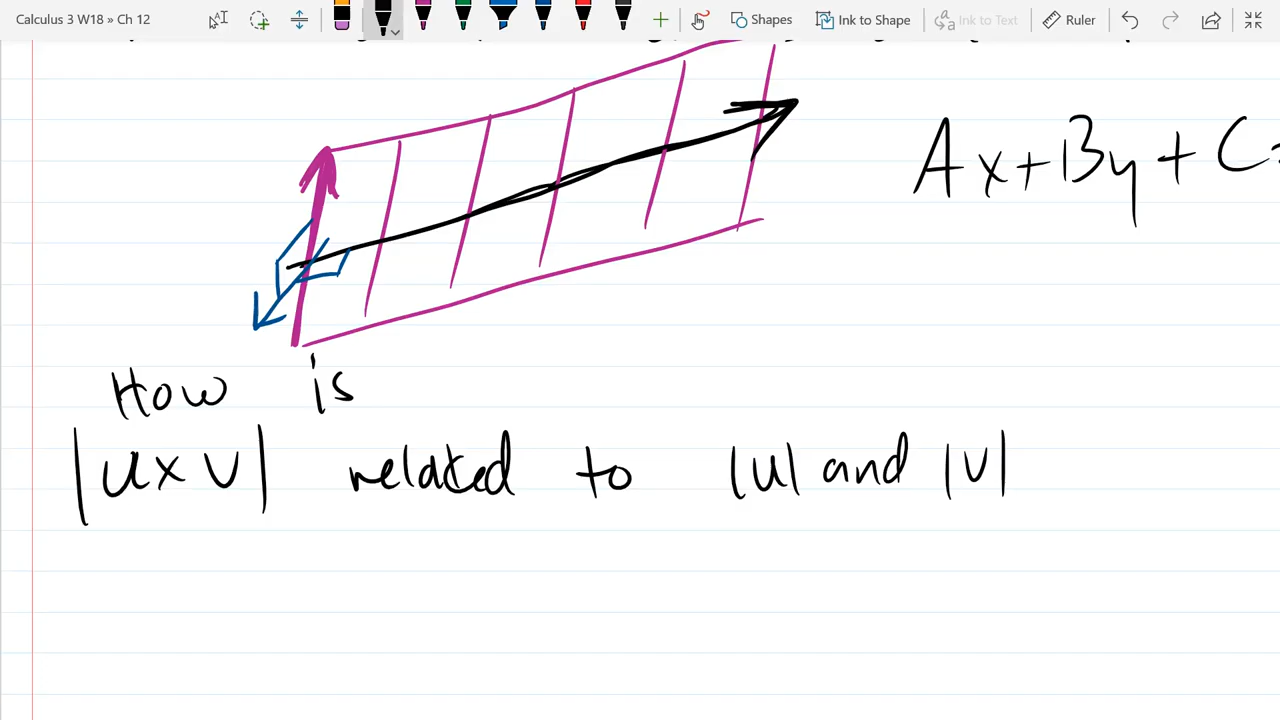 Calculus 3 W18 » Ch 12
Shapes
Ink to Shape
Ink to Text
Ruler
Ax+By+C=
How is
|u×v| related to |u| and |v|